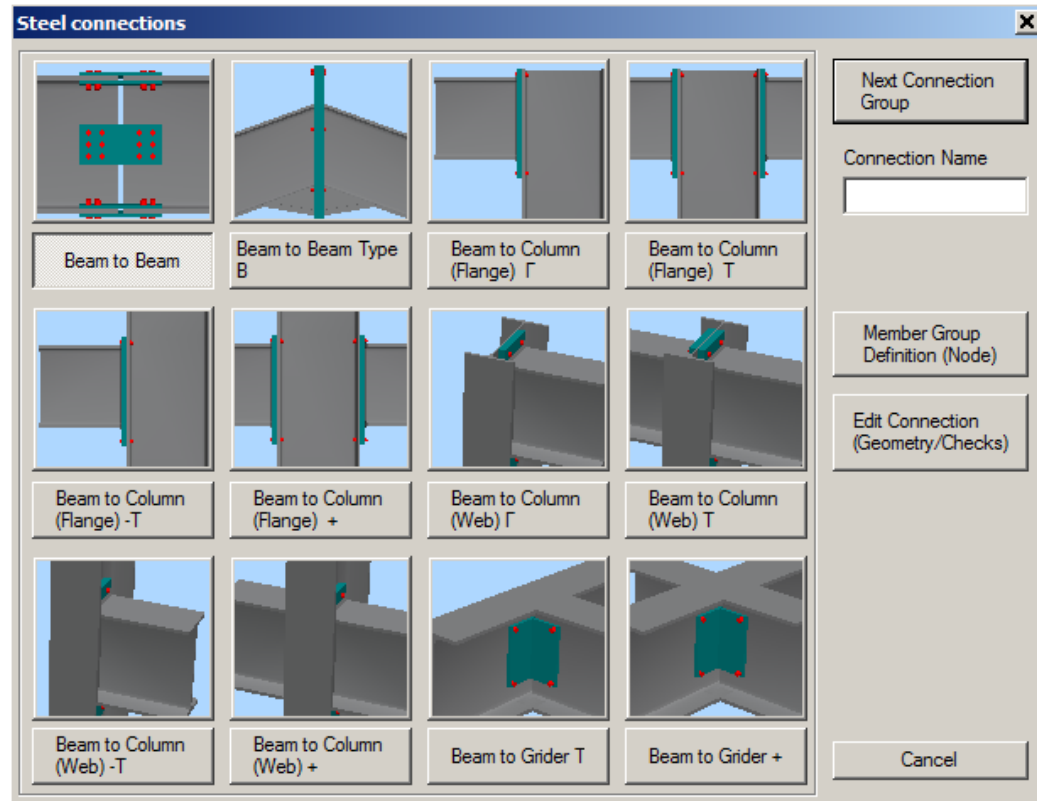 Steel connections
Beam to Beam
Beam to Beam Type
B
Beam to Column
(Flange) Γ
Beam to Column
(Flange) T
Next Connection
Group
Connection Name
Beam to Column
(Flange) -T
Beam to Column
(Flange) +
Beam to Column
(Web) Γ
Beam to Column
(Web) T
Member Group
Definition (Node)
Edit Connection
(Geometry/Checks)
Beam to Column
(Web) -T
Beam to Column
(Web) +
Beam to Grider T
Beam to Grider +
Cancel